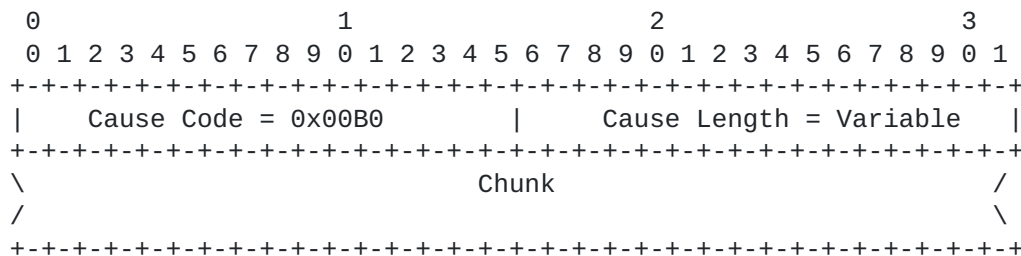 0                   1                   2                   3
0 1 2 3 4 5 6 7 8 9 0 1 2 3 4 5 6 7 8 9 0 1 2 3 4 5 6 7 8 9 0 1
+-+-+-+-+-+-+-+-+-+-+-+-+-+-+-+-+-+-+-+-+-+-+-+-+-+-+-+-+-+-+-+-+
|     Cause Code = 0x00B0        |     Cause Length = Variable   |
+-+-+-+-+-+-+-+-+-+-+-+-+-+-+-+-+-+-+-+-+-+-+-+-+-+-+-+-+-+-+-+-+
\                             Chunk                             /
/                                                               \
+-+-+-+-+-+-+-+-+-+-+-+-+-+-+-+-+-+-+-+-+-+-+-+-+-+-+-+-+-+-+-+-+